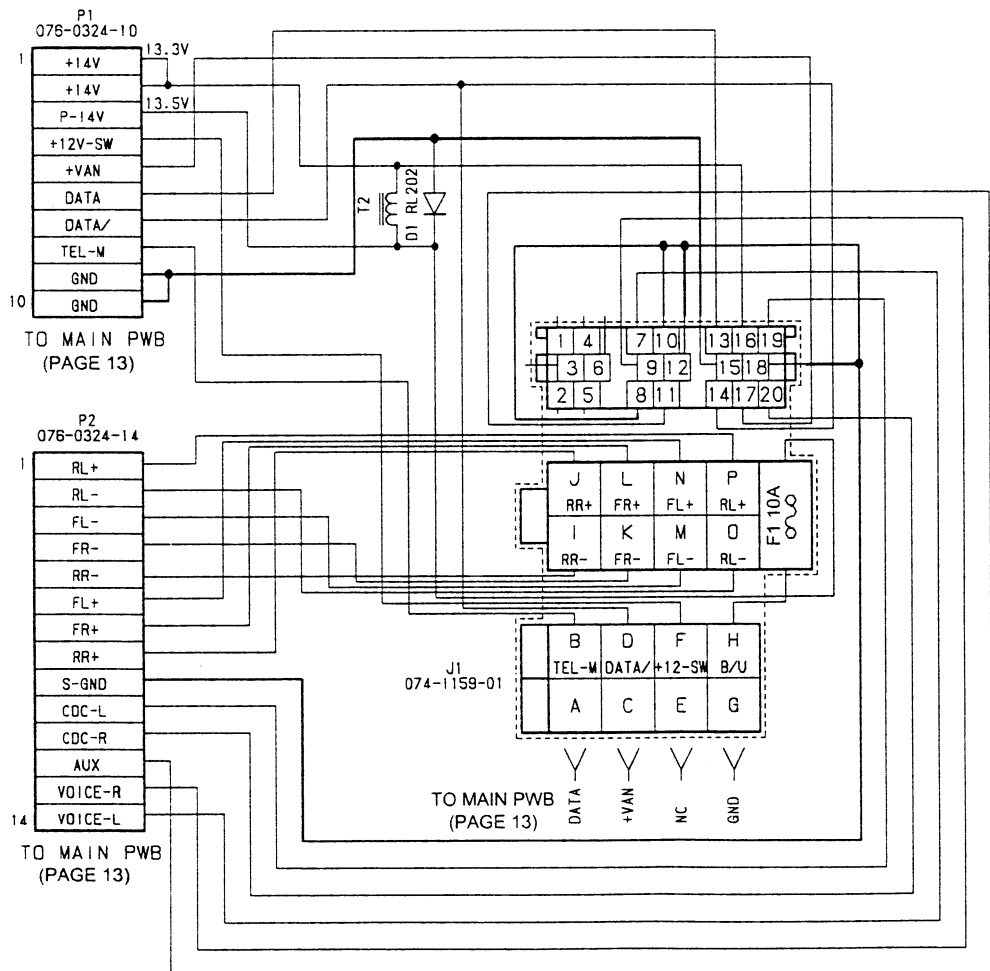 P1
076-0324-10
1
+14V
13.3V
+14V
P-14V
13.5V
+12V-SW
+VAN
DATA
DATA/
TEL-M
GND
10
GND
TO MAIN PWB
(PAGE 13)
T2
D1 RL202
1 4 7 10 13 16 19
3 6 9 12 15 18
2 5 8 11 14 17 20
P2
076-0324-14
1
RL+
RL-
FL-
FR-
RR-
FL+
FR+
RR+
S-GND
CDC-L
CDC-R
AUX
VOICE-R
14
VOICE-L
TO MAIN PWB
(PAGE 13)
J L N P
RR+ FR+ FL+ RL+
I K M O
RR- FR- FL- RL-
F1 10A
J1
074-1159-01
B D F H
TEL-M DATA/ +12-SW B/U
A C E G
TO MAIN PWB
(PAGE 13)
DATA
+VAN
NC
GND